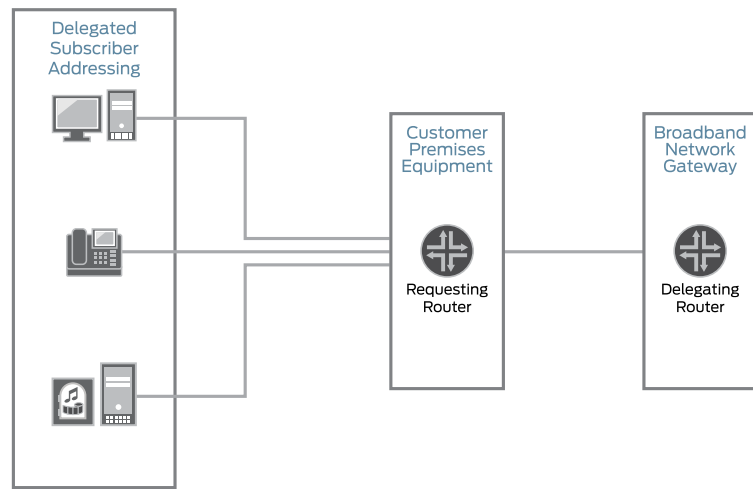 Delegated
Subscriber
Addressing
Customer
Premises
Equipment
Requesting
Router
Broadband
Network
Gateway
Delegating
Router